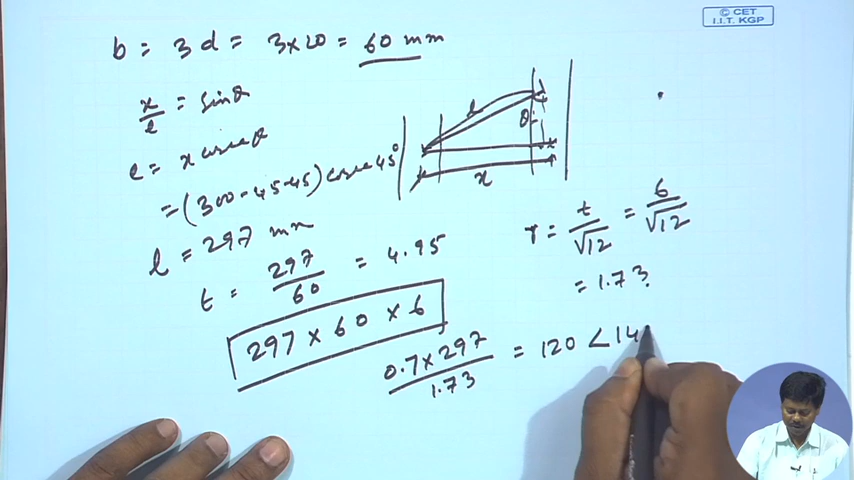 © CET
I.I.T. KGP
b = 3d = 3×20 = 60 mm
x/l = sinθ
l = x cosecθ
= (300-45-45) cosec 45°
l = 297 mm
l
θ
x
t = 297/60 = 4.95
297 × 60 × 6
r = t/√12 = 6/√12
= 1.73
0.7×297/1.73 = 120 < 14